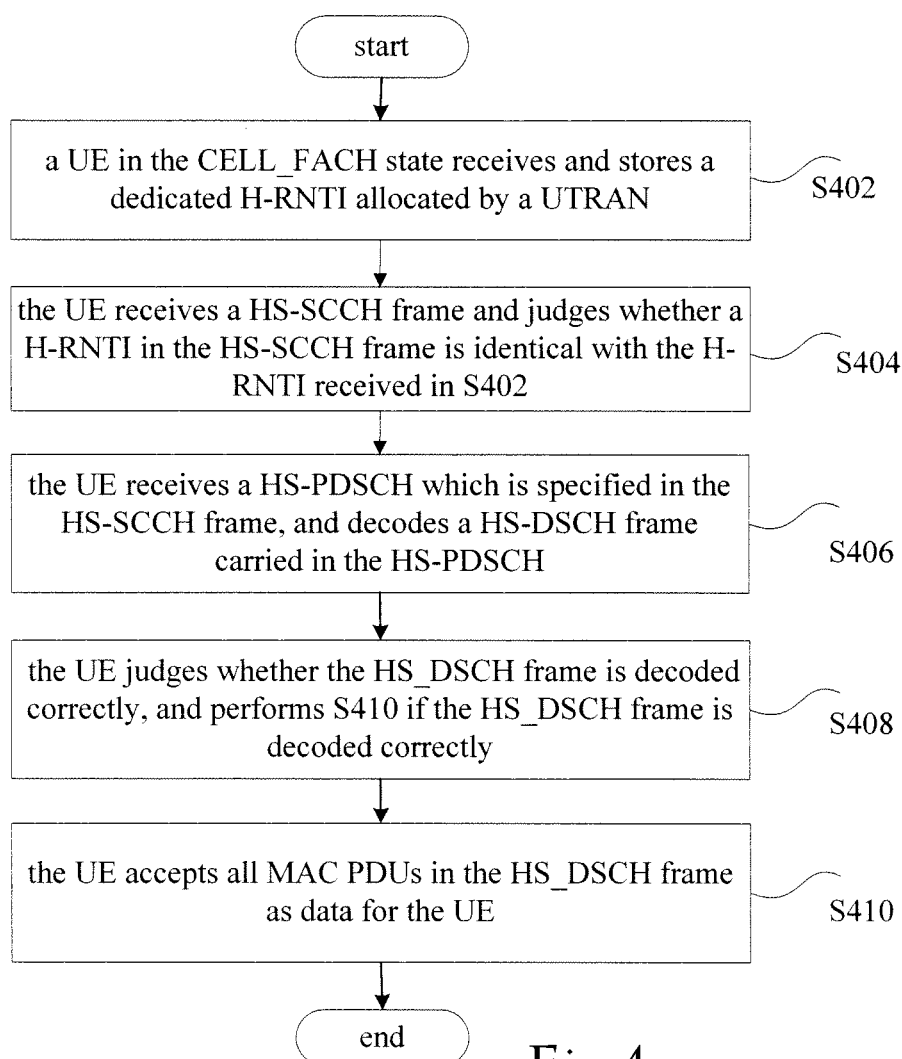 start
a UE in the CELL_FACH state receives and stores a
dedicated H-RNTI allocated by a UTRAN
S402
the UE receives a HS-SCCH frame and judges whether a
H-RNTI in the HS-SCCH frame is identical with the H-
RNTI received in S402
S404
the UE receives a HS-PDSCH which is specified in the
HS-SCCH frame, and decodes a HS-DSCH frame
carried in the HS-PDSCH
S406
the UE judges whether the HS_DSCH frame is decoded
correctly, and performs S410 if the HS_DSCH frame is
decoded correctly
S408
the UE accepts all MAC PDUs in the HS_DSCH frame
as data for the UE
S410
end